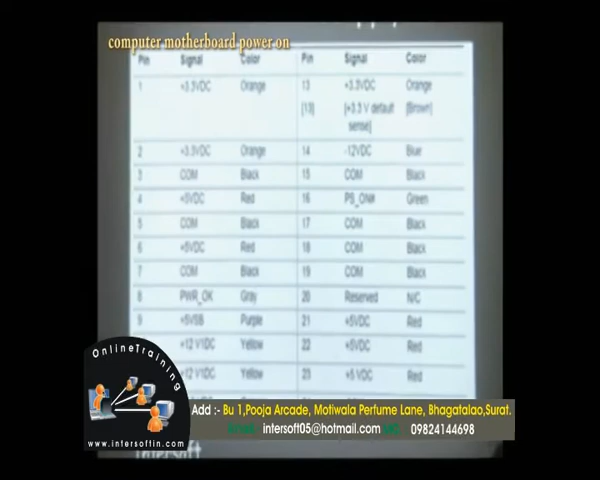 computer motherboard power on
Pin Signal Color Pin Signal Color
1 +3.3VDC Orange 13 +3.3VDC Orange
[13] [+3.3 V default sense] [Brown]
2 +3.3VDC Orange 14 -12VDC Blue
3 COM Black 15 COM Black
4 +5VDC Red 16 PS_ON# Green
5 COM Black 17 COM Black
6 +5VDC Red 18 COM Black
7 COM Black 19 COM Black
8 PWR_OK Gray 20 Reserved N/C
9 +5VSB Purple 21 +5VDC Red
+12 V1DC Yellow 22 +5VDC Red
+12 V1DC Yellow 23 +5 VDC Red
OnlineTraining
www.intersoftin.com
Add :- Bu 1,Pooja Arcade, Motiwala Perfume Lane, Bhagatalao,Surat.
intersoft05@hotmail.com 09824144698
Intersoft